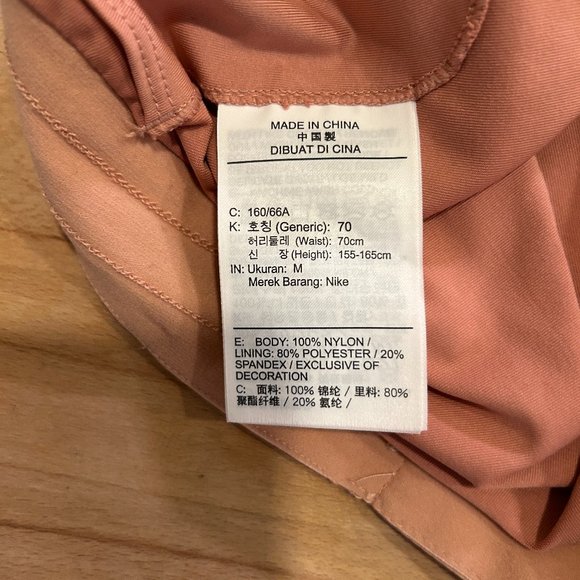 MADE IN CHINA
中国製
DIBUAT DI CINA
C: 160/66A
K: 호칭 (Generic): 70
허리둘레 (Waist): 70cm
신 장 (Height): 155-165cm
IN: Ukuran: M
Merek Barang: Nike
E: BODY: 100% NYLON /
LINING: 80% POLYESTER / 20%
SPANDEX / EXCLUSIVE OF
DECORATION
C: 面料: 100% 锦纶 / 里料: 80%
聚酯纤维 / 20% 氨纶 /